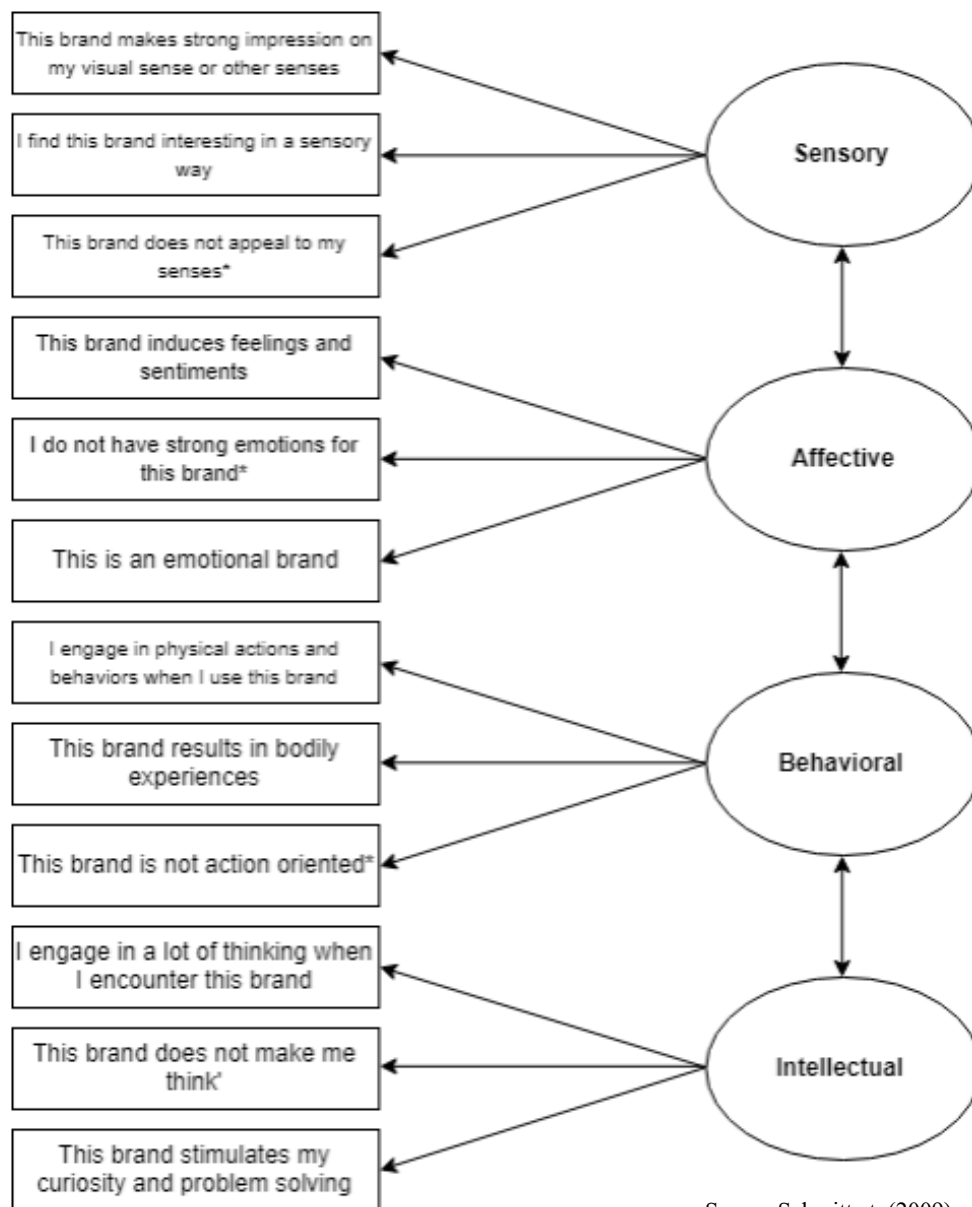 This brand makes strong impression on
my visual sense or other senses
I find this brand interesting in a sensory
way
This brand does not appeal to my
senses*
Sensory
This brand induces feelings and
sentiments
I do not have strong emotions for
this brand*
This is an emotional brand
Affective
I engage in physical actions and
behaviors when I use this brand
This brand results in bodily
experiences
This brand is not action oriented*
Behavioral
I engage in a lot of thinking when
I encounter this brand
This brand does not make me
think'
This brand stimulates my
curiosity and problem solving
Intellectual
(2009)